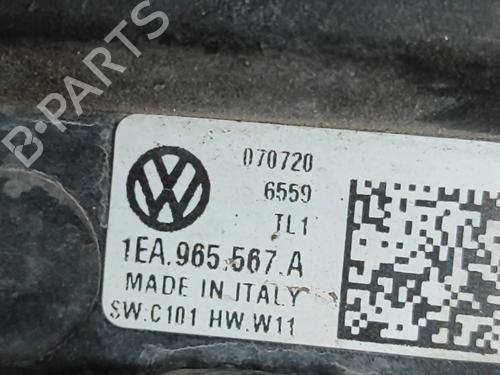 B-PARTS
070720
6559
TL1
1EA.965.567.A
MADE IN ITALY
SW:C101 HW.W11